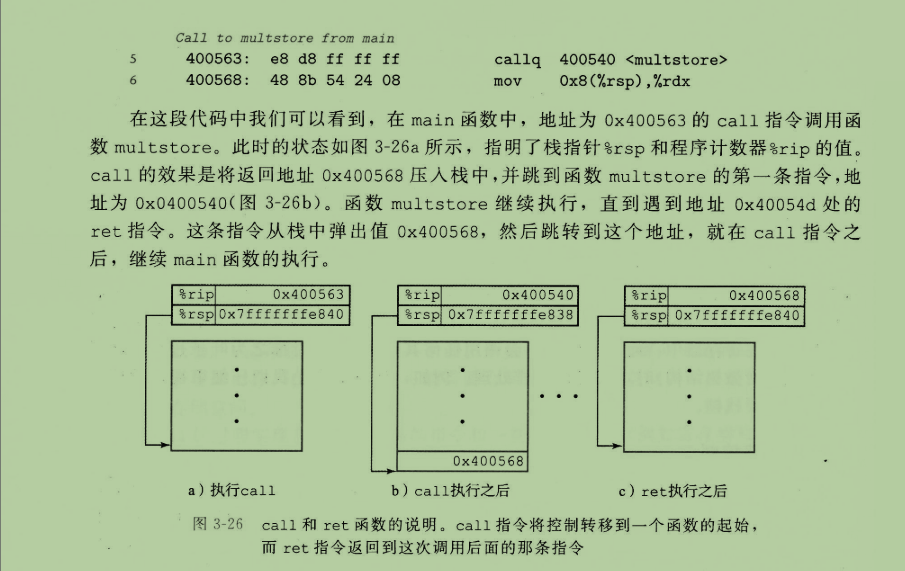 Call to multstore from main
5 400563: e8 d8 ff ff ff callq 400540 <multstore>
6 400568: 48 8b 54 24 08 mov 0x8(%rsp),%rdx
在这段代码中我们可以看到，在 main 函数中，地址为 0x400563 的 call 指令调用函
数 multstore。此时的状态如图 3-26a 所示，指明了栈指针%rsp 和程序计数器%rip 的值。
call 的效果是将返回地址 0x400568 压入栈中，并跳到函数 multstore 的第一条指令，地
址为 0x0400540(图 3-26b)。函数 multstore 继续执行，直到遇到地址 0x40054d 处的
ret 指令。这条指令从栈中弹出值 0x400568，然后跳转到这个地址，就在 call 指令之
后，继续 main 函数的执行。
%rip 0x400563
%rsp 0x7fffffffe840
%rip 0x400540
%rsp 0x7fffffffe838
0x400568
%rip 0x400568
%rsp 0x7fffffffe840
a）执行call
b）call执行之后
c）ret执行之后
图 3-26 call 和 ret 函数的说明。call 指令将控制转移到一个函数的起始，
而 ret 指令返回到这次调用后面的那条指令